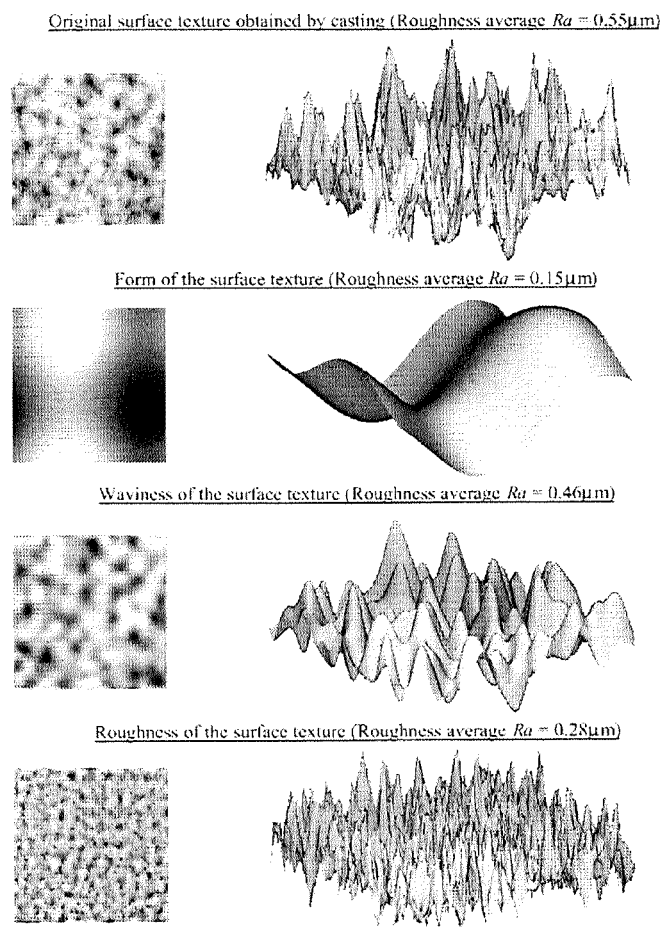 Original surface texture obtained by casting (Roughness average Ra = 0.55μm)
Form of the surface texture (Roughness average Ra = 0.15μm)
Waviness of the surface texture (Roughness average Ra = 0.46μm)
Roughness of the surface texture (Roughness average Ra = 0.28μm)